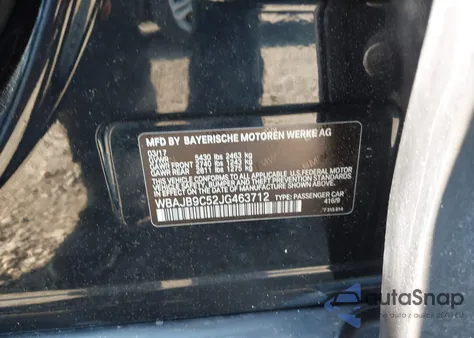 MFD BY BAYERISCHE MOTOREN WERKE AG
03/17
GVWR 5430 lbs 2463 kg
GAWR FRONT 2740 lbs 1243 kg
GAWR REAR 2811 lbs 1275 kg
THIS VEHICLE CONFORMS TO ALL APPLICABLE U.S. FEDERAL MOTOR
VEHICLE SAFETY, BUMPER, AND THEFT PREVENTION STANDARDS IN
EFFECT ON THE DATE OF MANUFACTURE SHOWN ABOVE.
WBAJB9C52JG463712 TYPE: PASSENGER CAR
416/9
autoSnap